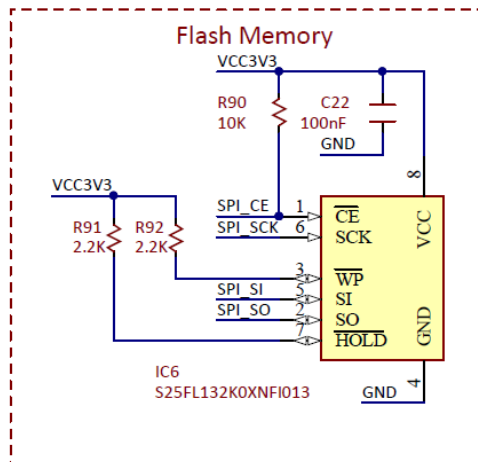 Flash Memory
VCC3V3
R90
10K
C22
100nF
GND
8
VCC3V3
SPI_CE
1
CE
VCC
R91
2.2K
R92
2.2K
SPI_SCK
6
SCK
3
WP
SPI_SI
5
SI
SPI_SO
2
SO
7
HOLD
GND
IC6
S25FL132K0XNFI013
GND
4